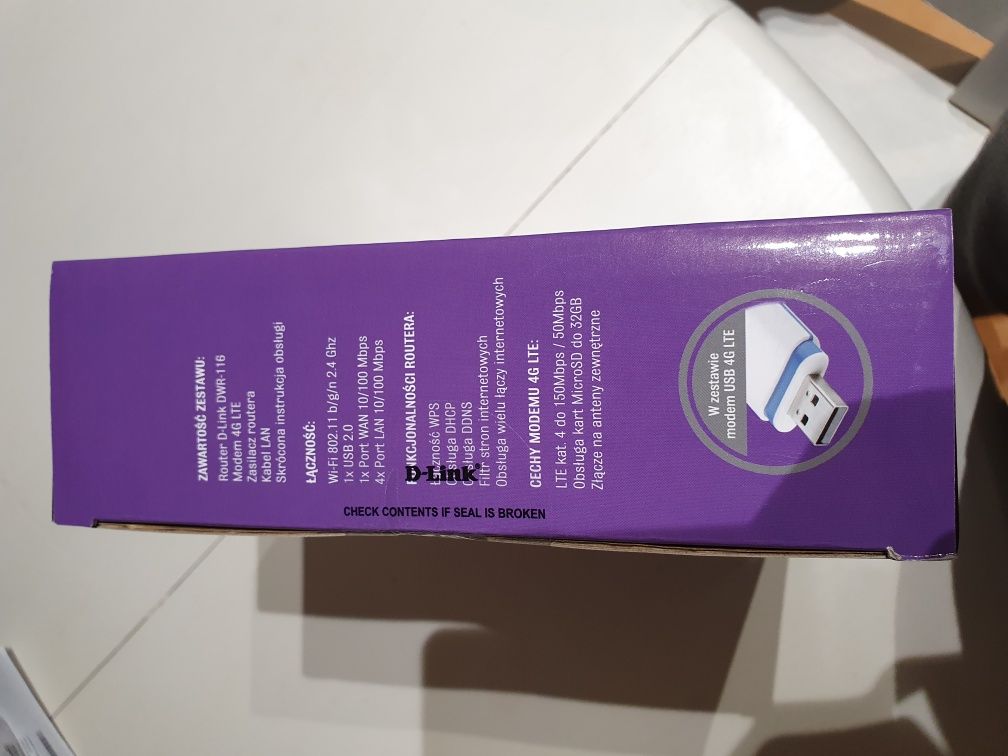 ZAWARTOŚĆ ZESTAWU:
Router D-Link DWR-116
Modem 4G LTE
Zasilacz routera
Kabel LAN
Skrócona instrukcja obsługi
ŁĄCZNOŚĆ:
Wi-Fi 802.11 b/g/n 2.4 Ghz
1x USB 2.0
1x Port WAN 10/100 Mbps
4x Port LAN 10/100 Mbps
ROUTERA:
WPS
DHCP
DDNS
Filtr stron internetowych
Obsługa wielu łączy internetowych
CECHY MODEMU 4G LTE:
LTE kat. 4 do 150Mbps / 50Mbps
Obsługa kart MicroSD do 32GB
Złącze na anteny zewnętrzne
W zestawie
modem USB 4G LTE
D-Link
CHECK CONTENTS IF SEAL IS BROKEN